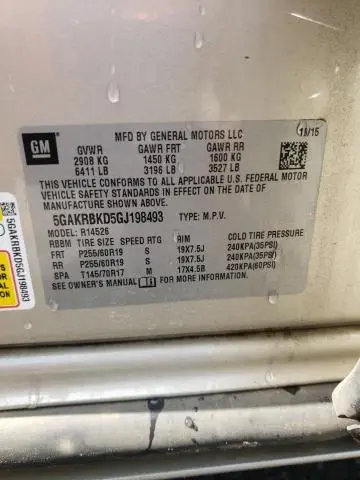 GM
MFD BY GENERAL MOTORS LLC
GVWR GAWR FRT GAWR RR
2908 KG 1450 KG 1600 KG
6411 LB 3196 LB 3527 LB
THIS VEHICLE CONFORMS TO ALL APPLICABLE U.S. FEDERAL MOTOR
VEHICLE SAFETY STANDARDS IN EFFECT ON THE DATE OF
MANUFACTURE SHOWN ABOVE.
5GAKRBKD5GJ198493 TYPE: M.P.V.
MODEL: R14526
RBBM TIRE SIZE SPEED RTG RIM COLD TIRE PRESSURE
FRT P255/60R19 S 19X7.5J 240KPA(35PSI)
RR P255/60R19 S 19X7.5J 240KPA(35PSI)
SPA T145/70R17 M 17X4.5B 420KPA(60PSI)
SEE OWNER'S MANUAL FOR MORE INFORMATION.
5GAKRBKD5GJ198493